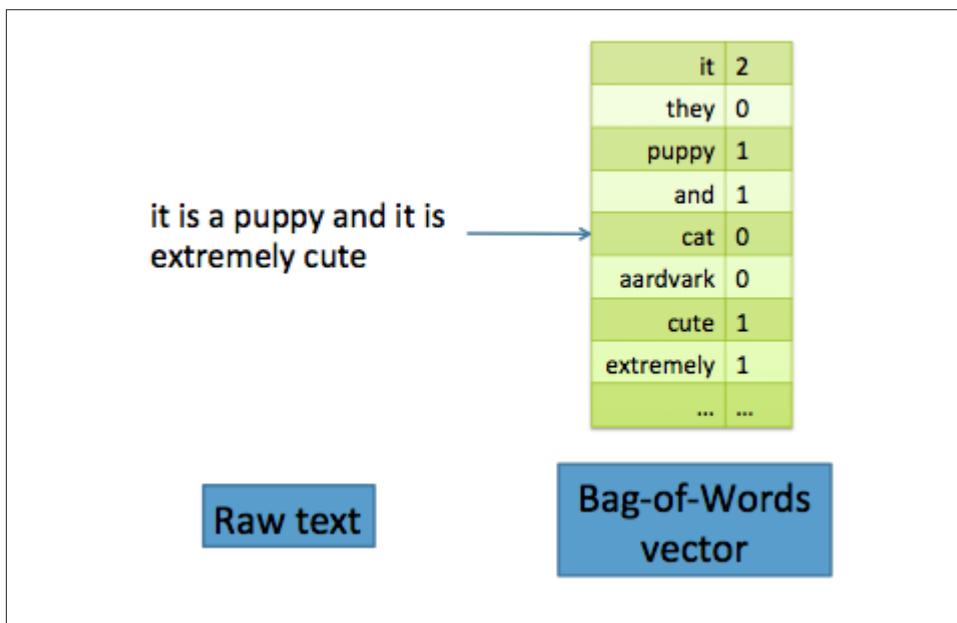 it 2
they 0
puppy 1
and 1
cat 0
aardvark 0
cute 1
extremely 1
... ...
it is a puppy and it is
extremely cute
Raw text
Bag-of-Words
vector